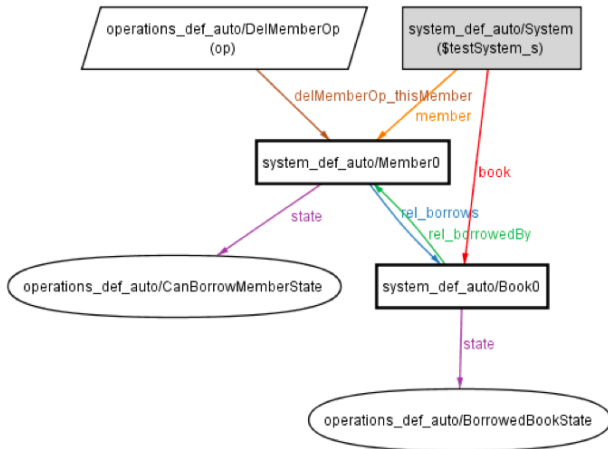 operations_def_auto/DelMemberOp
(op)
system_def_auto/System
($testSystem_s)
delMemberOp_thisMember
member
system_def_auto/Member0
book
state
rel_borrows
rel_borrowedBy
operations_def_auto/CanBorrowMemberState
system_def_auto/Book0
state
operations_def_auto/BorrowedBookState